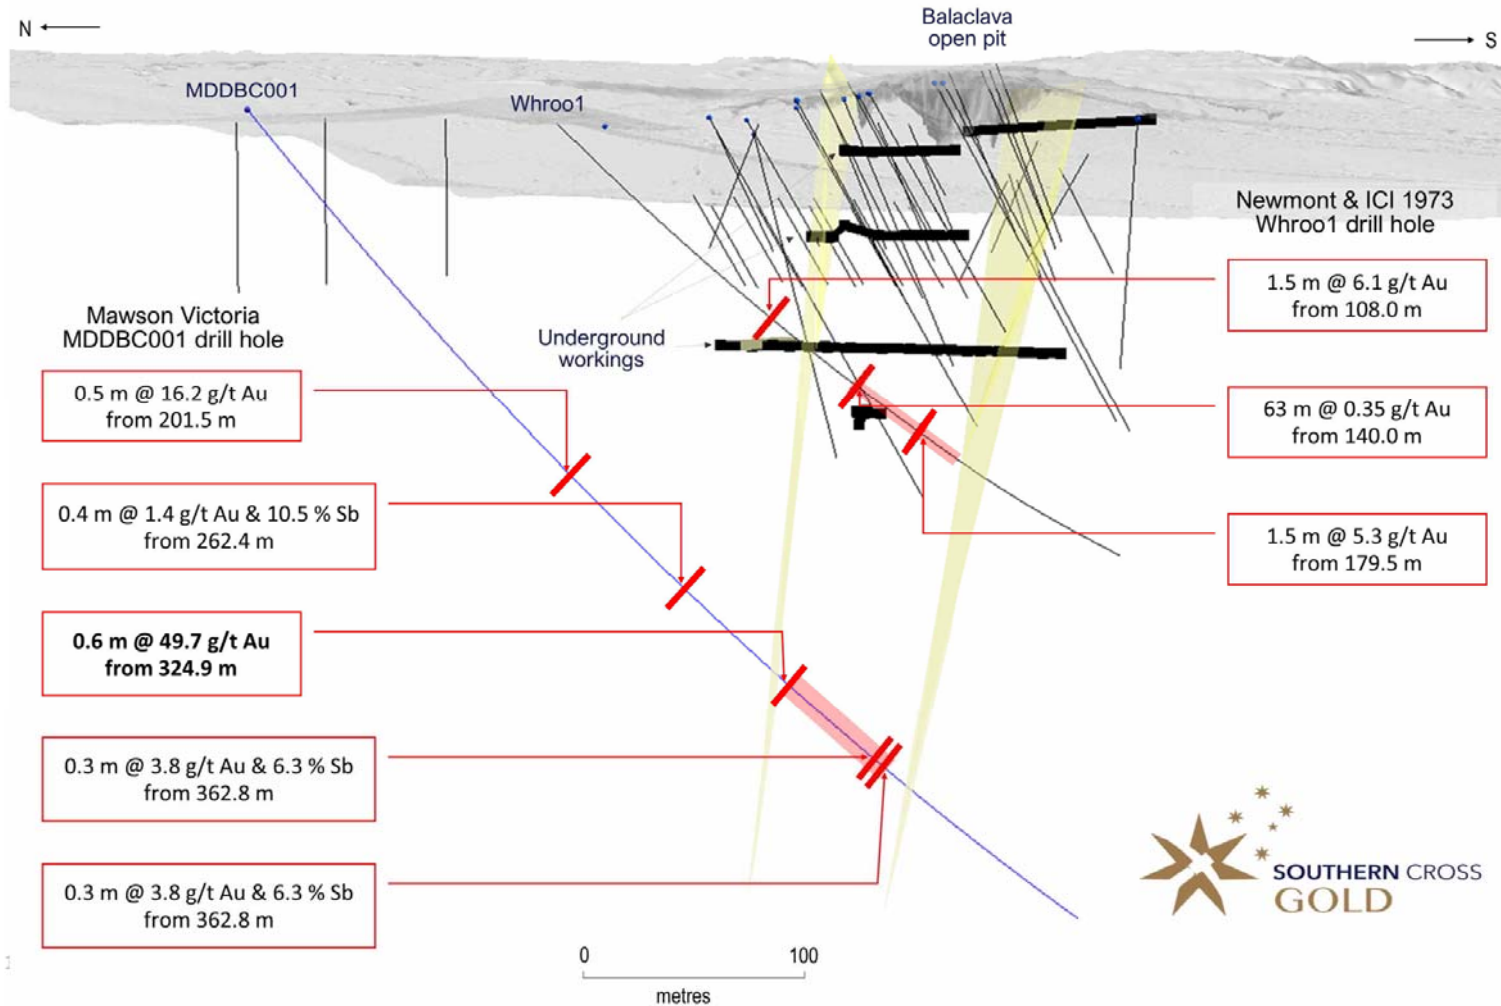 N
S
Balaclava
open pit
MDDBC001
Whroo1
Newmont & ICI 1973
Whroo1 drill hole
1.5 m @ 6.1 g/t Au
from 108.0 m
Mawson Victoria
MDDBC001 drill hole
Underground
workings
0.5 m @ 16.2 g/t Au
from 201.5 m
63 m @ 0.35 g/t Au
from 140.0 m
0.4 m @ 1.4 g/t Au & 10.5 % Sb
from 262.4 m
1.5 m @ 5.3 g/t Au
from 179.5 m
0.6 m @ 49.7 g/t Au
from 324.9 m
0.3 m @ 3.8 g/t Au & 6.3 % Sb
from 362.8 m
0.3 m @ 3.8 g/t Au & 6.3 % Sb
from 362.8 m
SOUTHERN CROSS
GOLD
0 100
metres